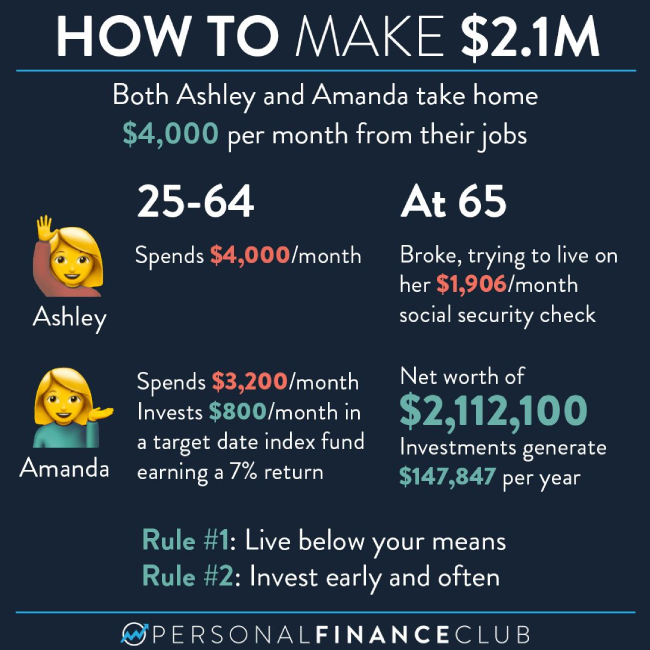 HOW TO MAKE $2.1M
Both Ashley and Amanda take home
$4,000 per month from their jobs
25-64
At 65
Ashley
Spends $4,000/month
Broke, trying to live on
her $1,906/month
social security check
Amanda
Spends $3,200/month
Invests $800/month in
a target date index fund
earning a 7% return
Net worth of
$2,112,100
Investments generate
$147,847 per year
Rule #1: Live below your means
Rule #2: Invest early and often
PERSONALFINANCECLUB